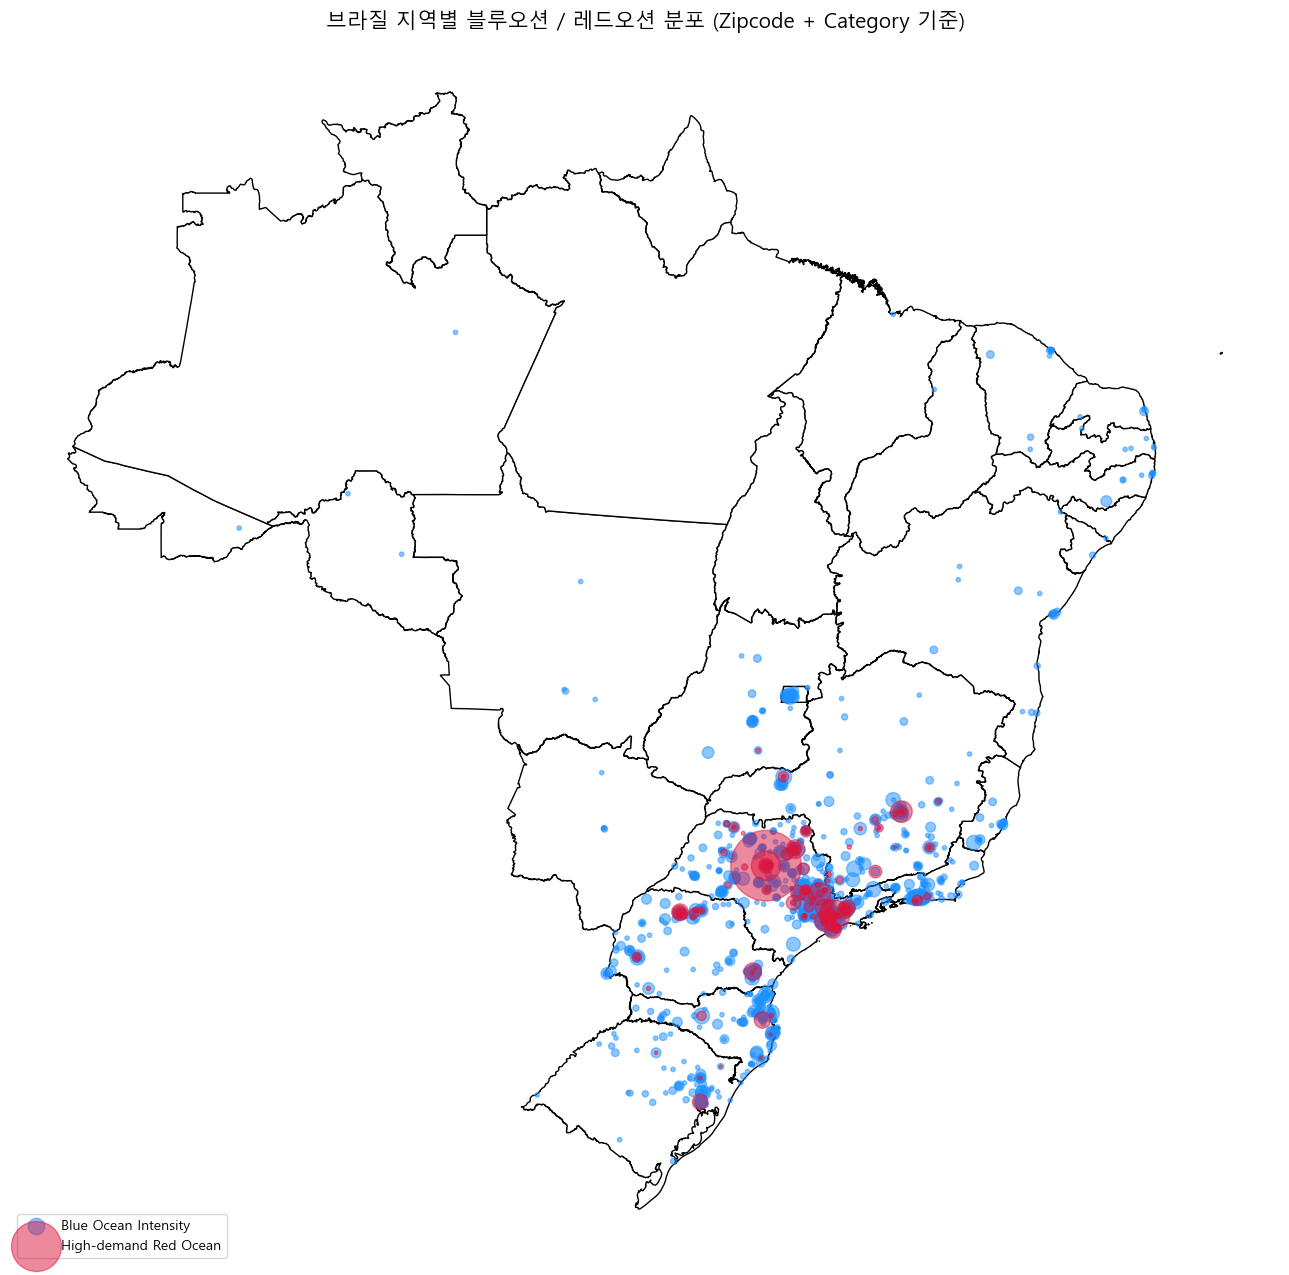 브라질 지역별 블루오션 / 레드오션 분포 (Zipcode + Category 기준)
Blue Ocean Intensity
High-demand Red Ocean